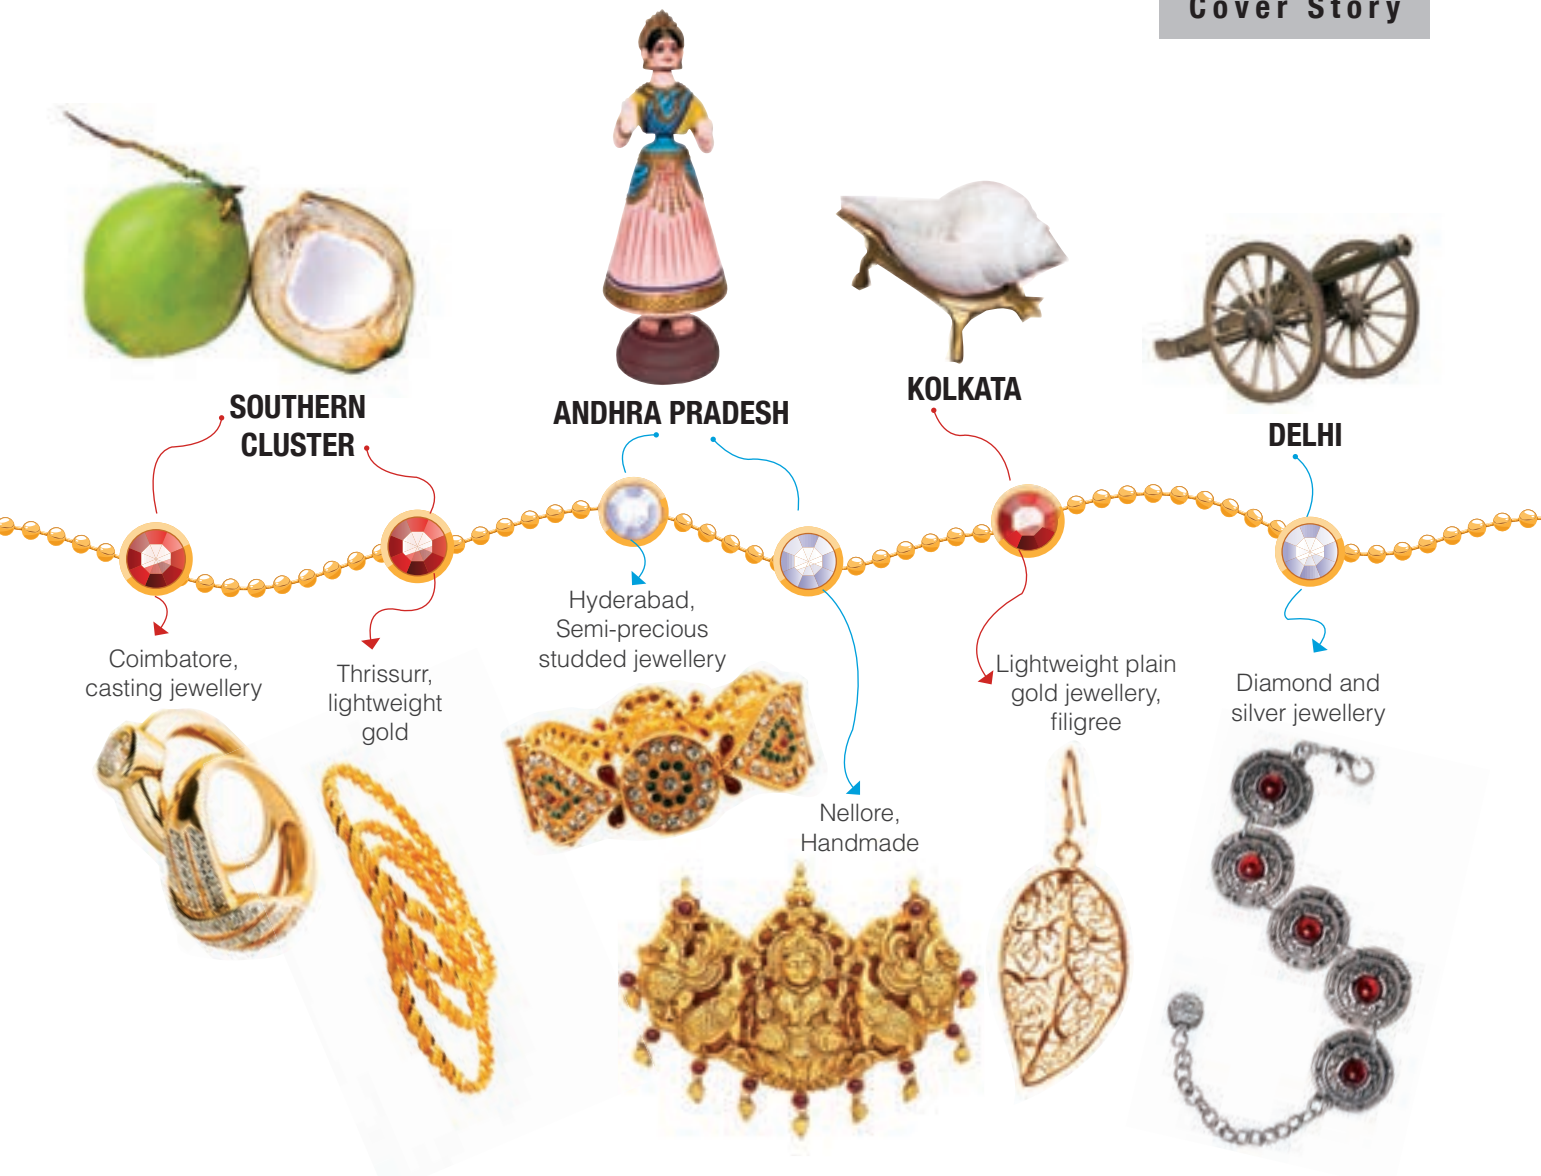 Cover Story
SOUTHERN
CLUSTER
ANDHRA PRADESH
KOLKATA
DELHI
Coimbatore,
casting jewellery
Thrissurr,
lightweight
gold
Hyderabad,
Semi-precious
studded jewellery
Nellore,
Handmade
Lightweight plain
gold jewellery,
filigree
Diamond and
silver jewellery